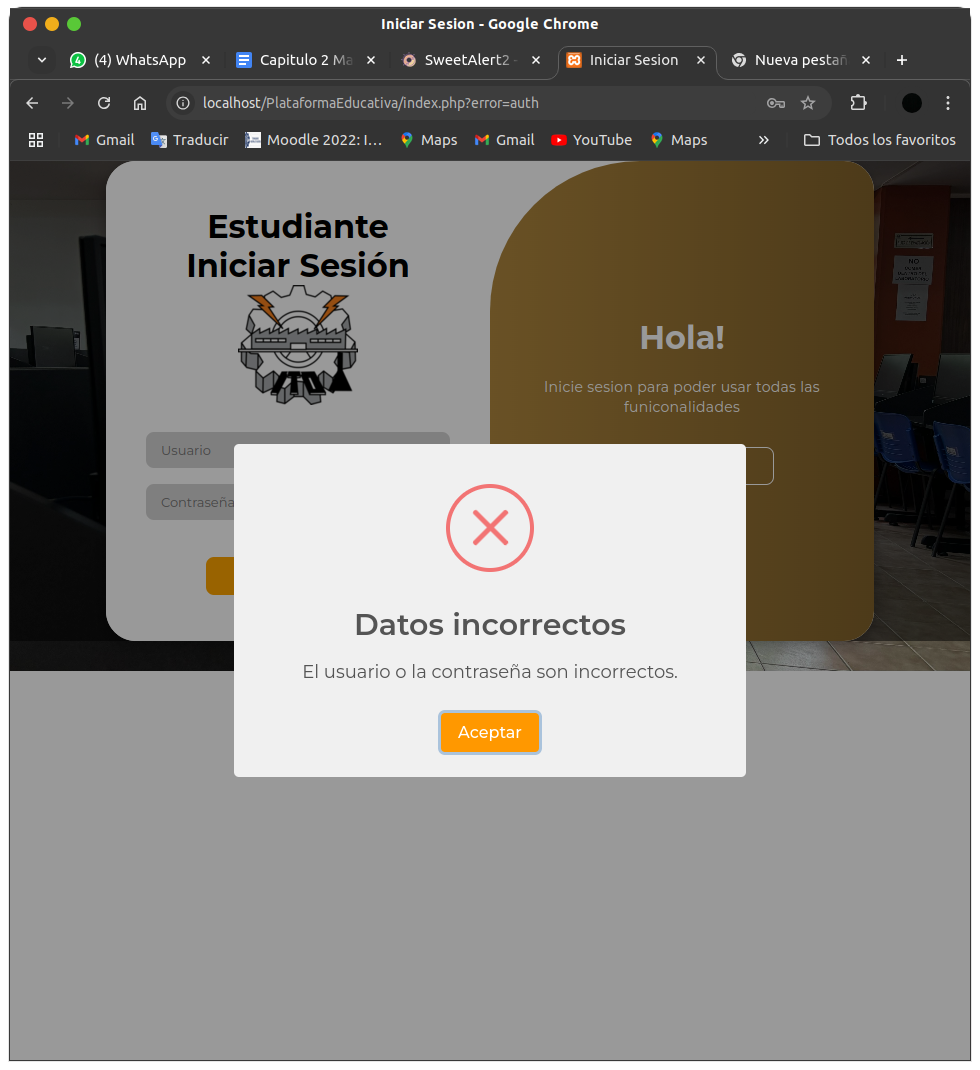 Iniciar Sesion - Google Chrome
(4) WhatsApp
Capitulo 2 Ma
SweetAlert2 -
Iniciar Sesion
Nueva pestañ
localhost/PlataformaEducativa/index.php?error=auth
Gmail
Traducir
Moodle 2022: I...
Maps
Gmail
YouTube
Maps
Todos los favoritos
Estudiante
Iniciar Sesión
ITO
Hola!
Inicie sesion para poder usar todas las
funiconalidades
Usuario
Contraseña
NO
Datos incorrectos
El usuario o la contraseña son incorrectos.
Aceptar